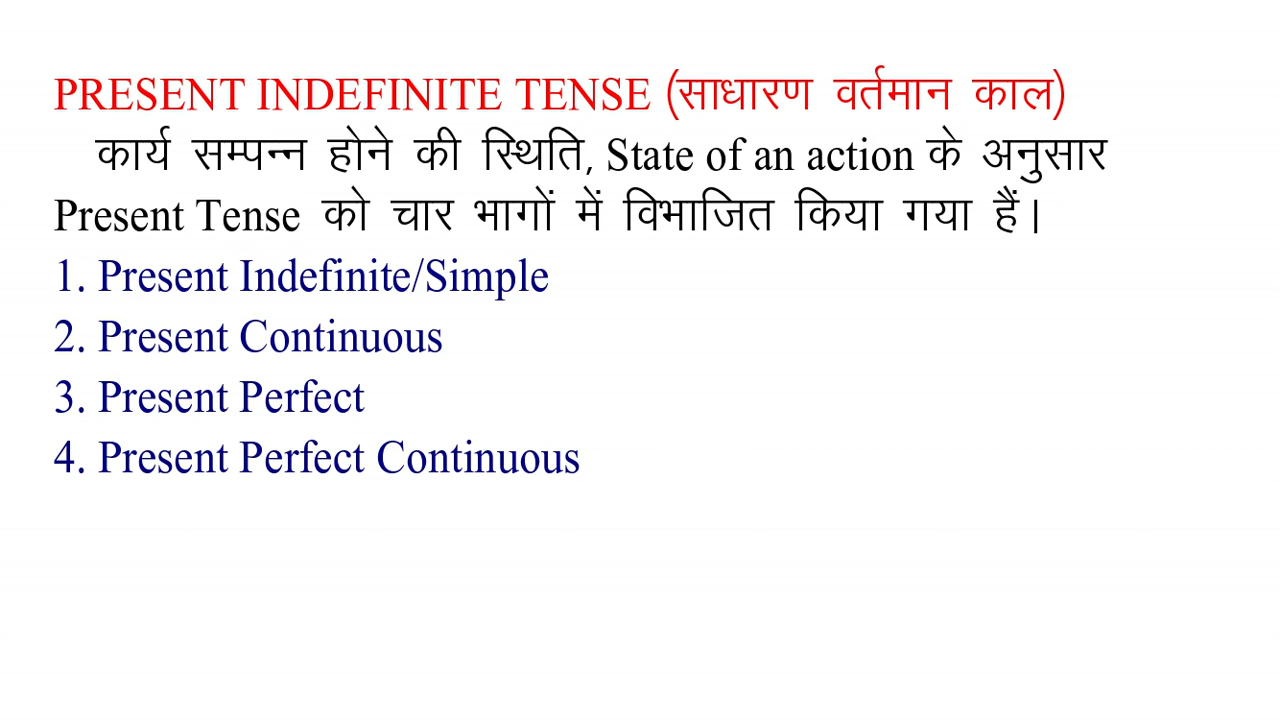 PRESENT INDEFINITE TENSE (साधारण वर्तमान काल)
कार्य सम्पन्न होने की स्थिति, State of an action के अनुसार
Present Tense को चार भागों में विभाजित किया गया हैं।
1. Present Indefinite/Simple
2. Present Continuous
3. Present Perfect
4. Present Perfect Continuous